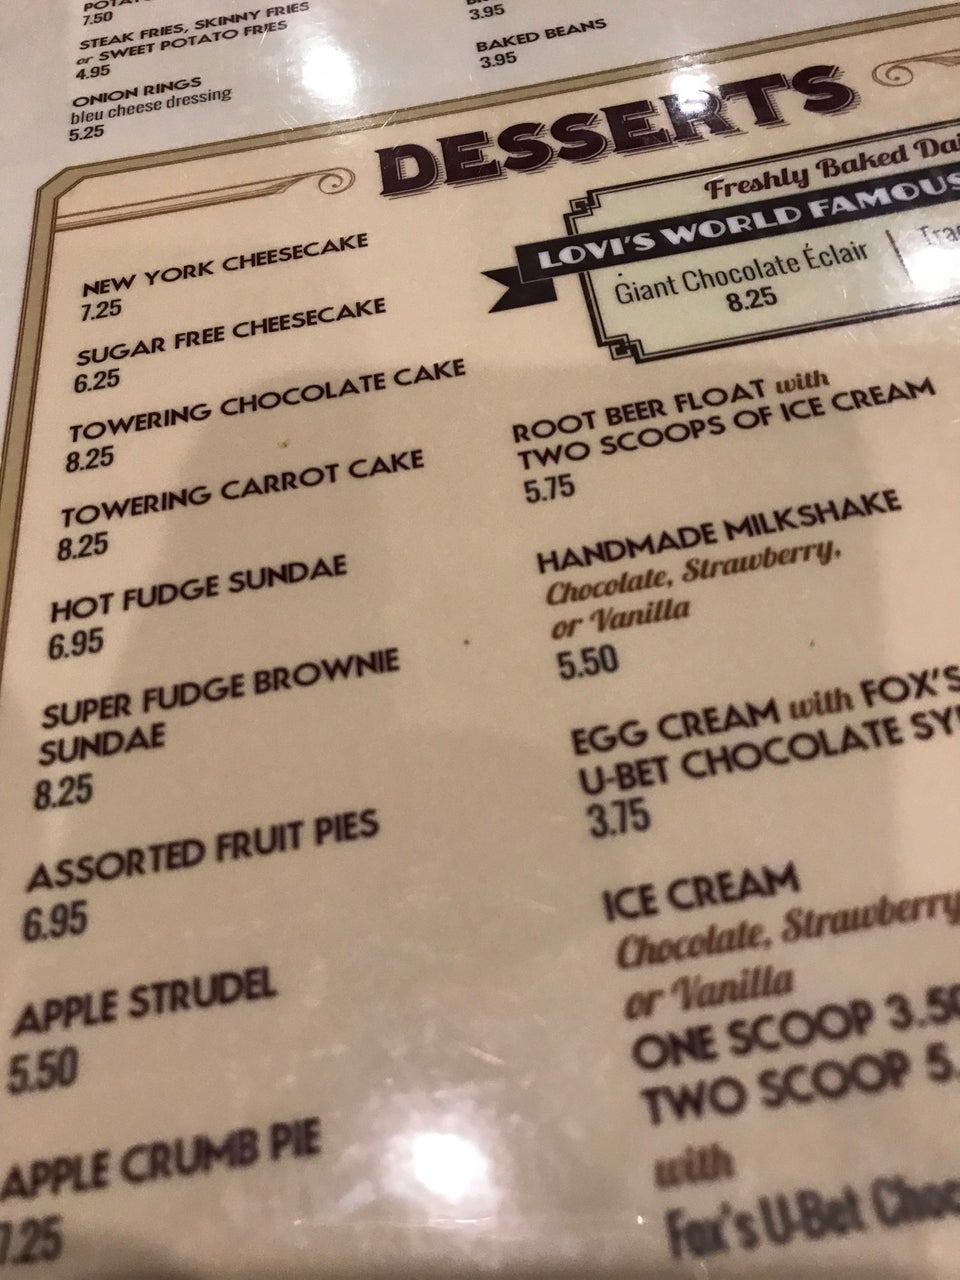 7.50
STEAK FRIES, SKINNY FRIES
or SWEET POTATO FRIES
4.95
ONION RINGS
bleu cheese dressing
5.25
3.95
BAKED BEANS
3.95
DESSERTS
Freshly Baked
LOVI'S WORLD FAMOUS
Giant Chocolate Éclair
8.25
NEW YORK CHEESECAKE
7.25
SUGAR FREE CHEESECAKE
6.25
TOWERING CHOCOLATE CAKE
8.25
TOWERING CARROT CAKE
8.25
HOT FUDGE SUNDAE
6.95
SUPER FUDGE BROWNIE
SUNDAE
8.25
ASSORTED FRUIT PIES
6.95
APPLE STRUDEL
5.50
APPLE CRUMB PIE
7.25
ROOT BEER FLOAT with
TWO SCOOPS OF ICE CREAM
5.75
HANDMADE MILKSHAKE
Chocolate, Strawberry,
or Vanilla
5.50
EGG CREAM with FOX'S
U-BET CHOCOLATE
3.75
ICE CREAM
Chocolate, Strawberry
or Vanilla
ONE SCOOP 3.50
TWO SCOOP
with
Fox's U-Bet